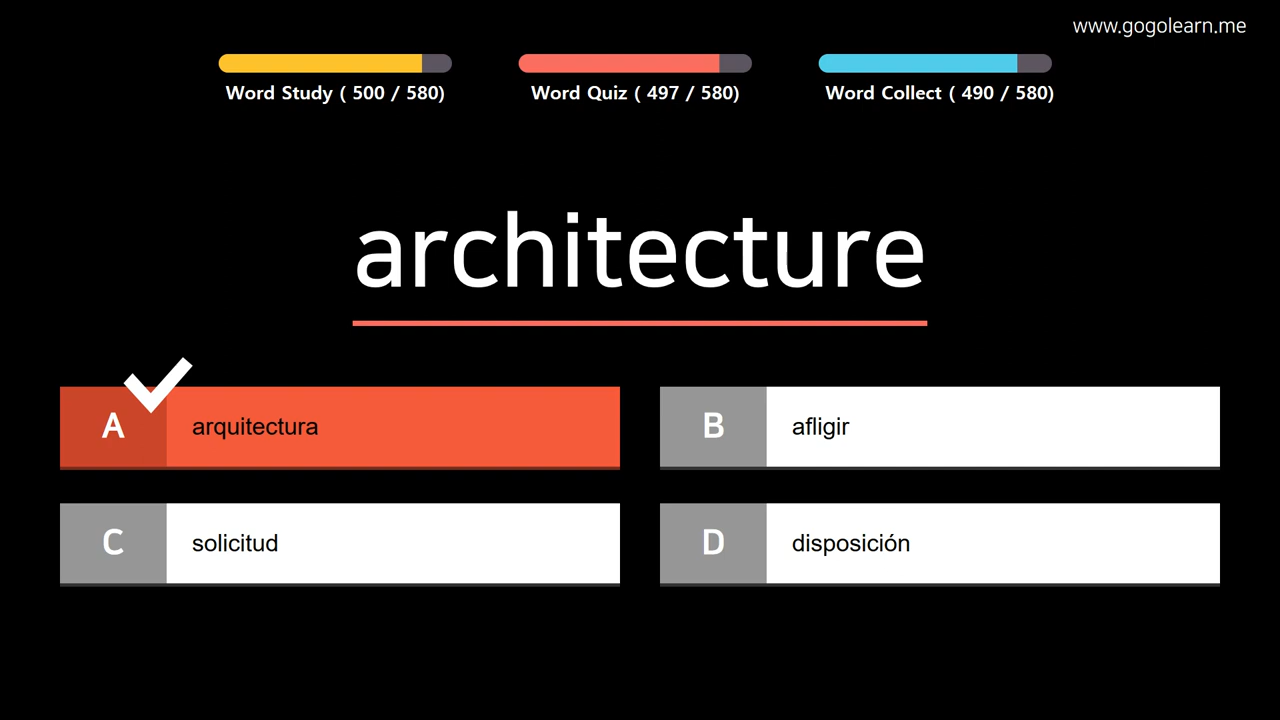 www.gogolearn.me
Word Study ( 500 / 580)
Word Quiz ( 497 / 580)
Word Collect ( 490 / 580)
architecture
A arquitectura
B afligir
C solicitud
D disposición